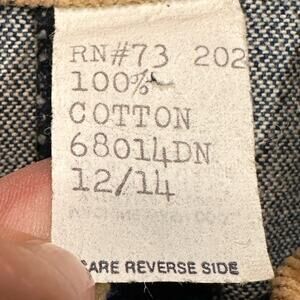 RN#73 202
100%
COTTON
68014DN
12/14
CARE REVERSE SIDE